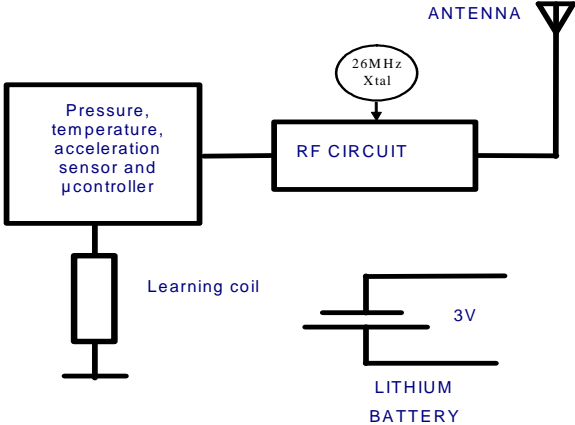 ANTENNA
26MHz
Xtal
Pressure,
temperature,
acceleration
sensor and
µcontroller
RF CIRCUIT
Learning coil
3V
LITHIUM
BATTERY